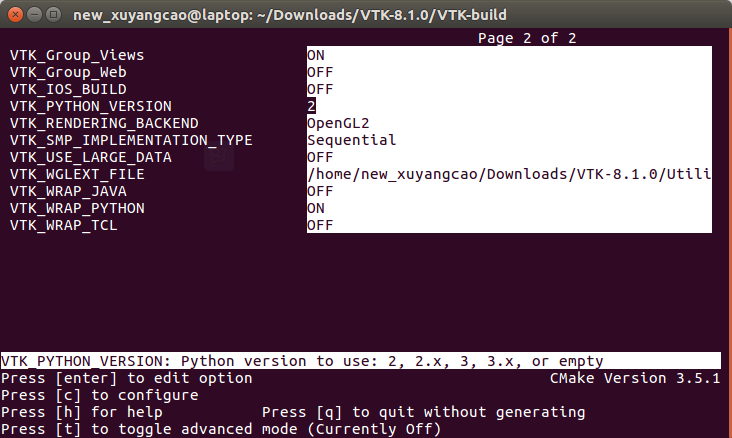 new_xuyangcao@laptop: ~/Downloads/VTK-8.1.0/VTK-build
Page 2 of 2
VTK_Group_Views ON
VTK_Group_Web OFF
VTK_IOS_BUILD OFF
VTK_PYTHON_VERSION 2
VTK_RENDERING_BACKEND OpenGL2
VTK_SMP_IMPLEMENTATION_TYPE Sequential
VTK_USE_LARGE_DATA OFF
VTK_WGLEXT_FILE /home/new_xuyangcao/Downloads/VTK-8.1.0/Utili
VTK_WRAP_JAVA OFF
VTK_WRAP_PYTHON ON
VTK_WRAP_TCL OFF
VTK_PYTHON_VERSION: Python version to use: 2, 2.x, 3, 3.x, or empty
Press [enter] to edit option CMake Version 3.5.1
Press [c] to configure
Press [h] for help Press [q] to quit without generating
Press [t] to toggle advanced mode (Currently Off)